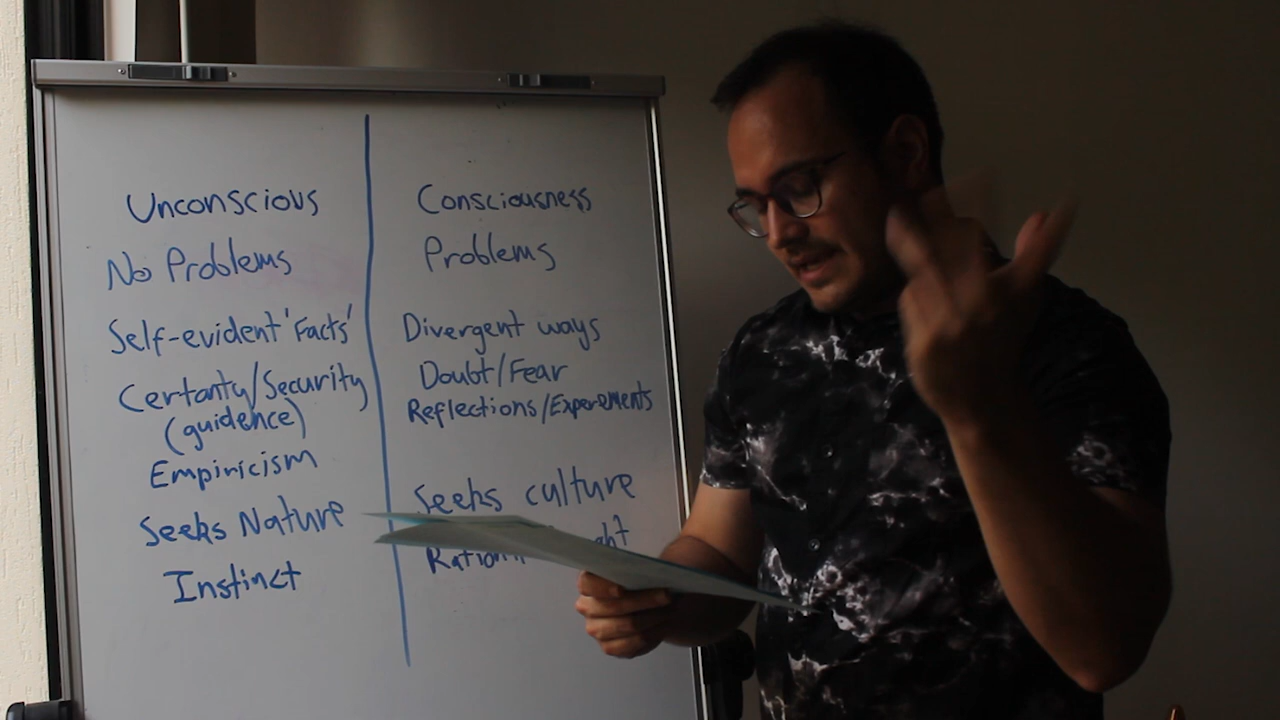 Unconscious
No Problems
Self-evident 'Facts'
Certanty/Security
(guidence)
Empiricism
Seeks Nature
Instinct
Consciousness
Problems
Divergent ways
Doubt/Fear
Reflections/Experements
Seeks culture